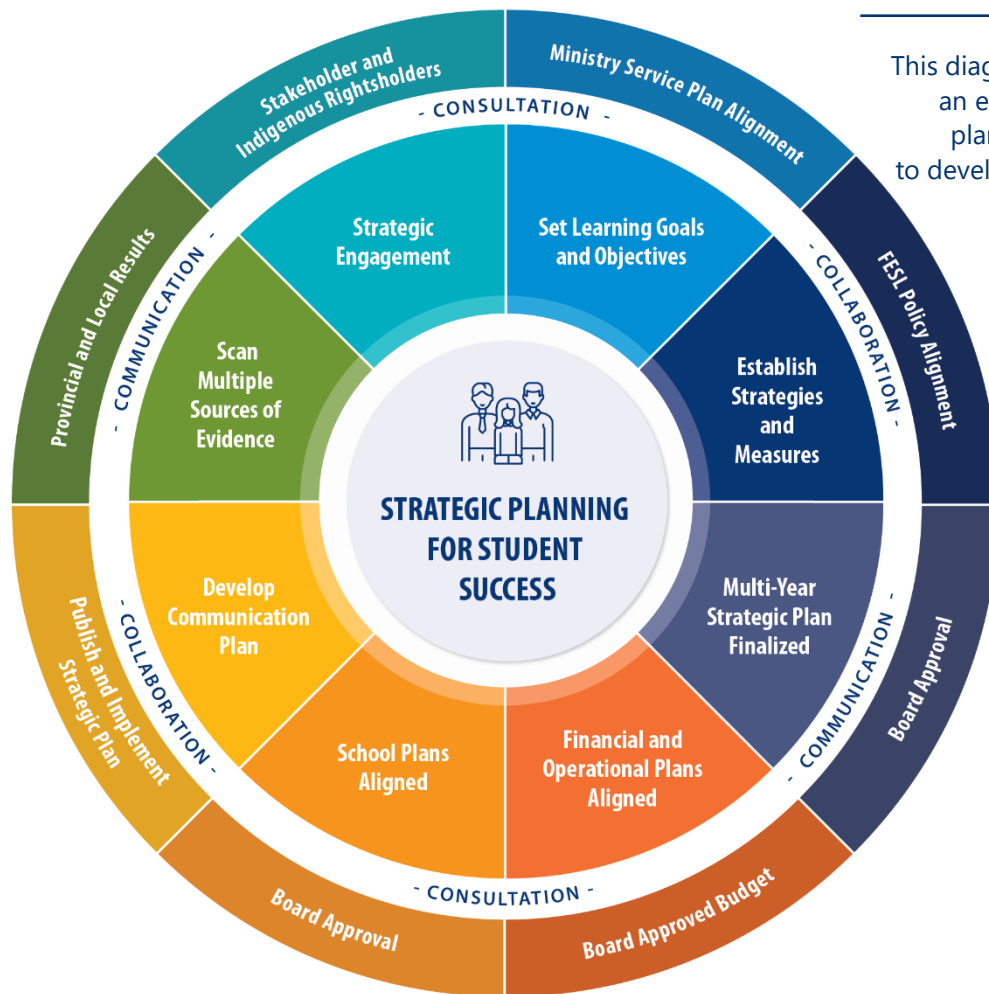 This diag
an e
plan
to devel
Stakeholder and
Indigenous Rightsholders
Ministry Service Plan Alignment
FESL Policy Alignment
Board Approval
Board Approved Budget
Board Approval
Publish and Implement
Strategic Plan
Provincial and Local Results
- CONSULTATION -
- COLLABORATION -
- COMMUNICATION -
- CONSULTATION -
- COLLABORATION -
- COMMUNICATION -
Strategic
Engagement
Set Learning Goals
and Objectives
Establish
Strategies
and
Measures
Multi-Year
Strategic Plan
Finalized
Financial and
Operational Plans
Aligned
School Plans
Aligned
Develop
Communication
Plan
Scan
Multiple
Sources of
Evidence
STRATEGIC PLANNING
FOR STUDENT
SUCCESS